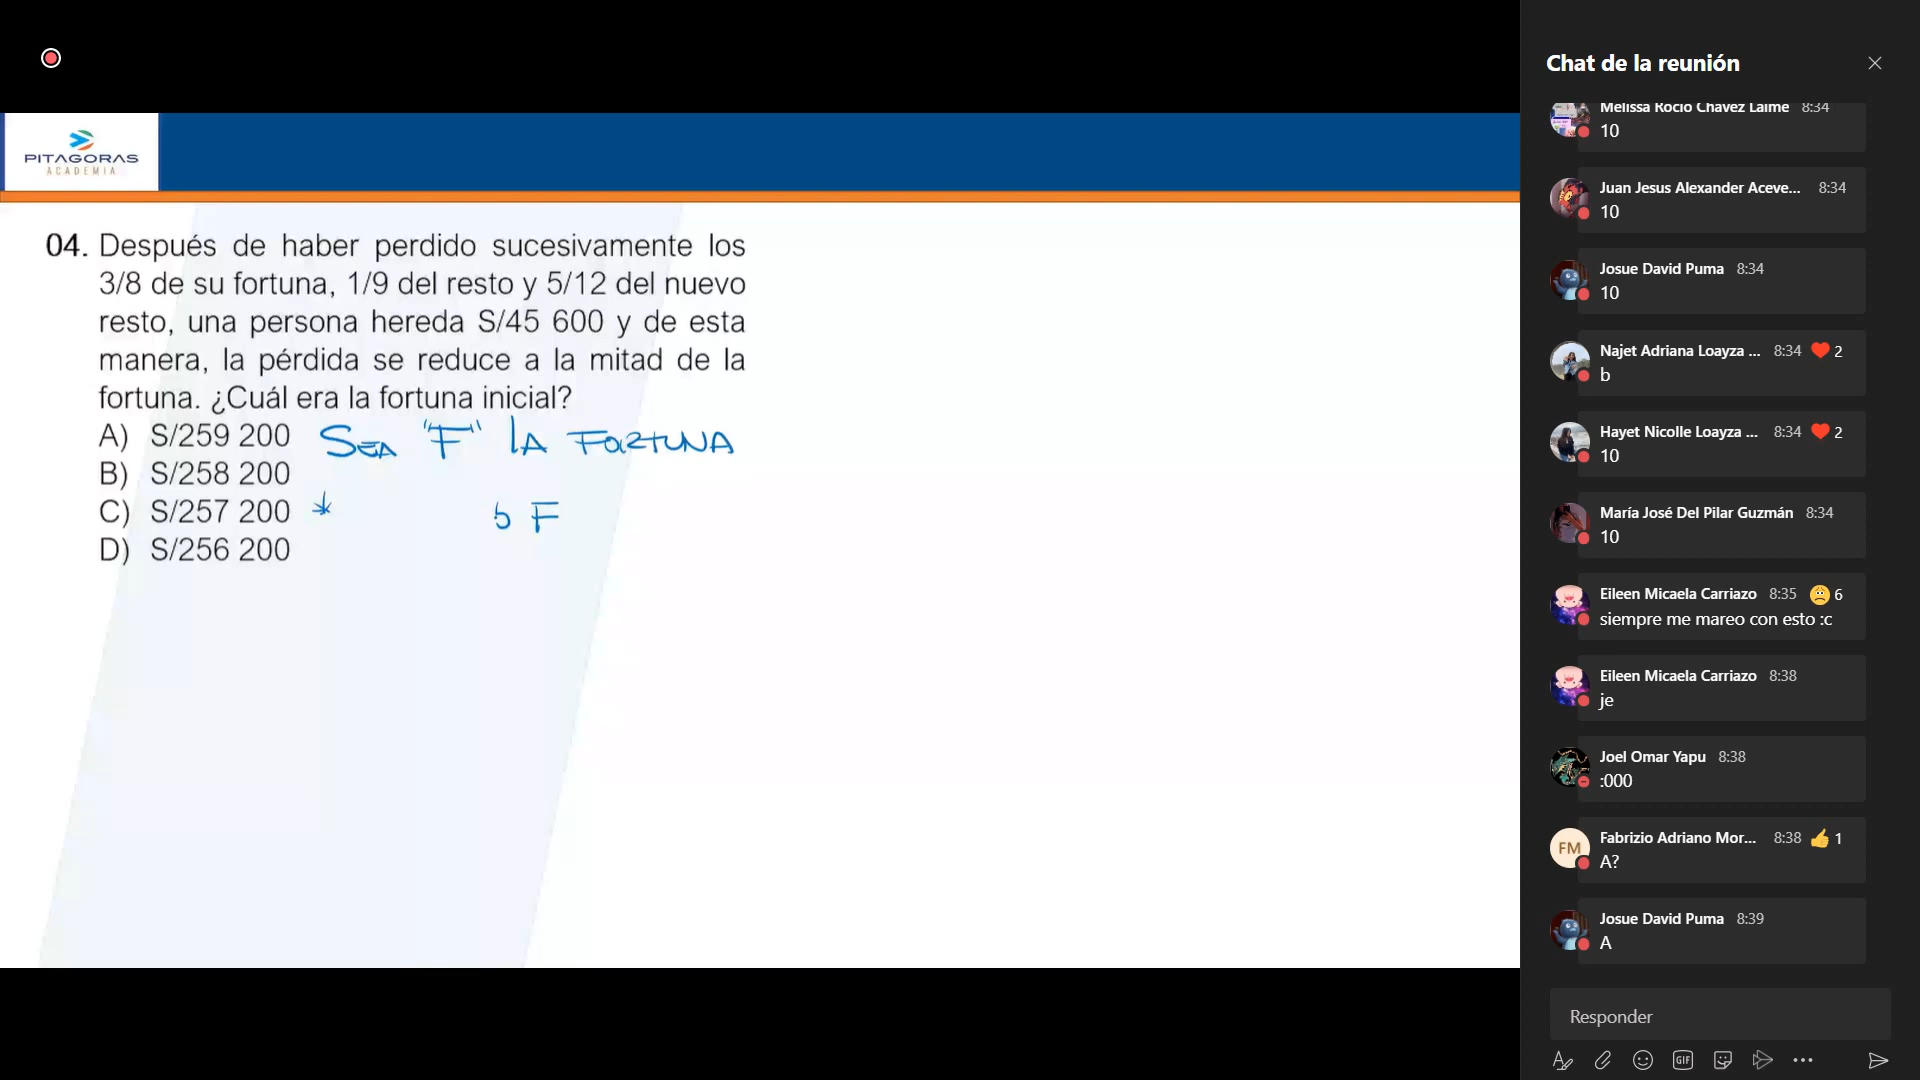 PITAGORAS
ACADEMIA
04. Después de haber perdido sucesivamente los
3/8 de su fortuna, 1/9 del resto y 5/12 del nuevo
resto, una persona hereda S/45 600 y de esta
manera, la pérdida se reduce a la mitad de la
fortuna. ¿Cuál era la fortuna inicial?
A) S/259 200
B) S/258 200
C) S/257 200
D) S/256 200
SEA "F" LA FORTUNA
* 5 F
Chat de la reunión
Melissa Rocio Chavez Laime 8:34
10
Juan Jesus Alexander Aceve... 8:34
10
Josue David Puma 8:34
10
Najet Adriana Loayza ... 8:34 ❤️ 2
b
Hayet Nicolle Loayza ... 8:34 ❤️ 2
10
María José Del Pilar Guzmán 8:34
10
Eileen Micaela Carriazo 8:35 😟 6
siempre me mareo con esto :c
Eileen Micaela Carriazo 8:38
je
Joel Omar Yapu 8:38
:000
FM
Fabrizio Adriano Mor... 8:38 👍 1
A?
Josue David Puma 8:39
A
Responder
GIF